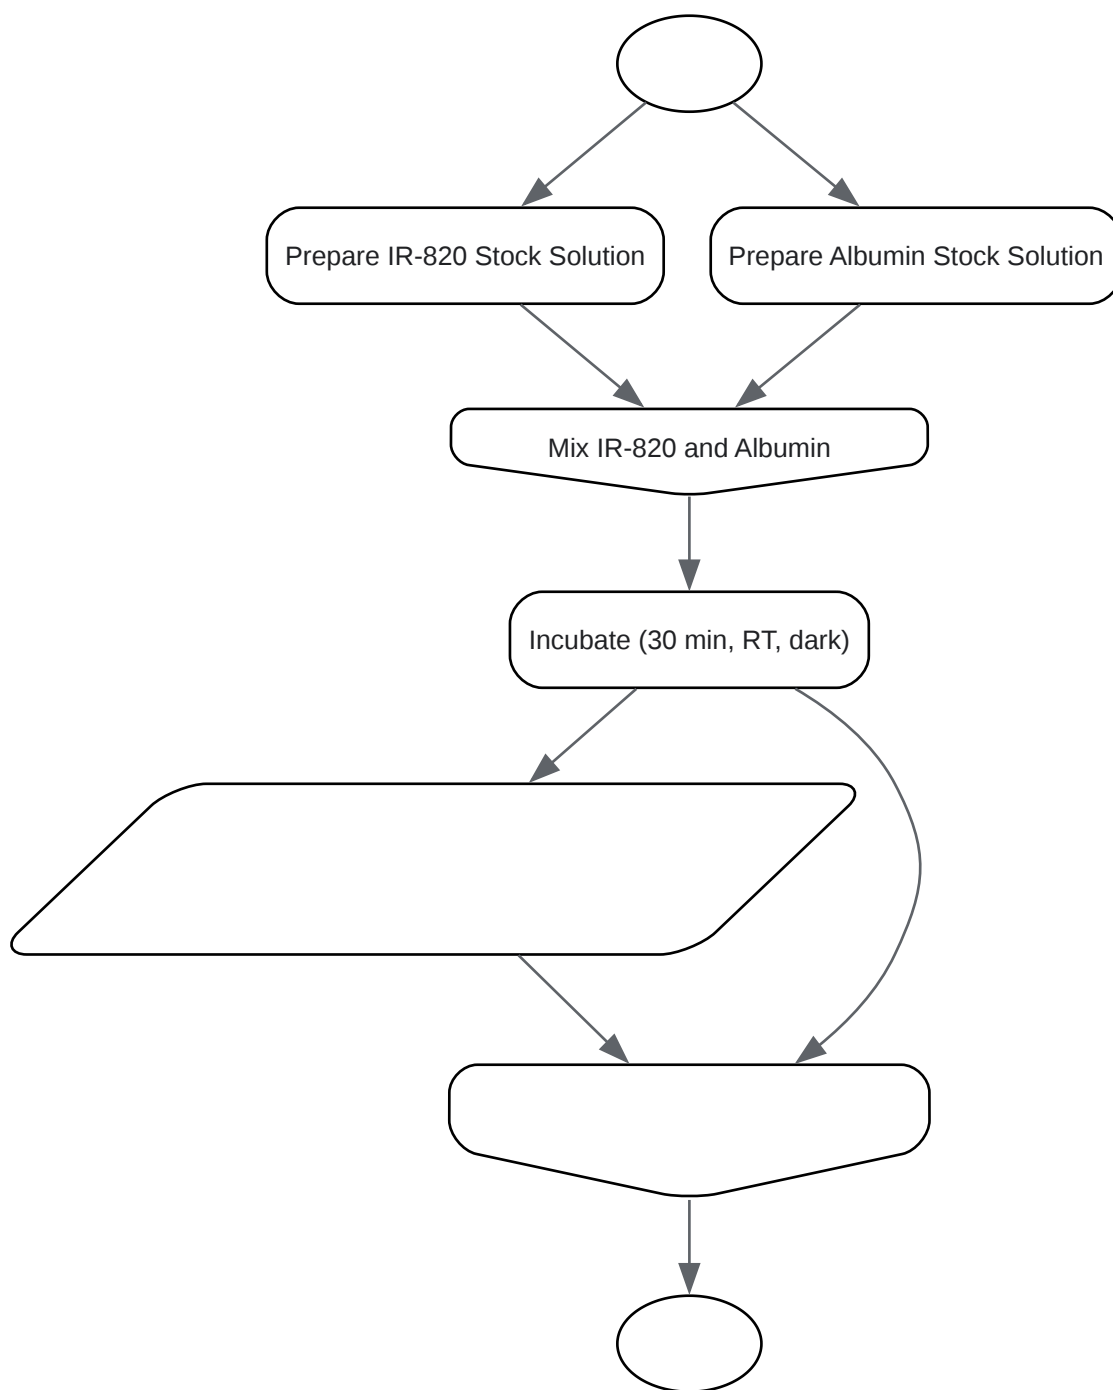 Prepare IR-820 Stock Solution
Prepare Albumin Stock Solution
Mix IR-820 and Albumin
Incubate (30 min, RT, dark)